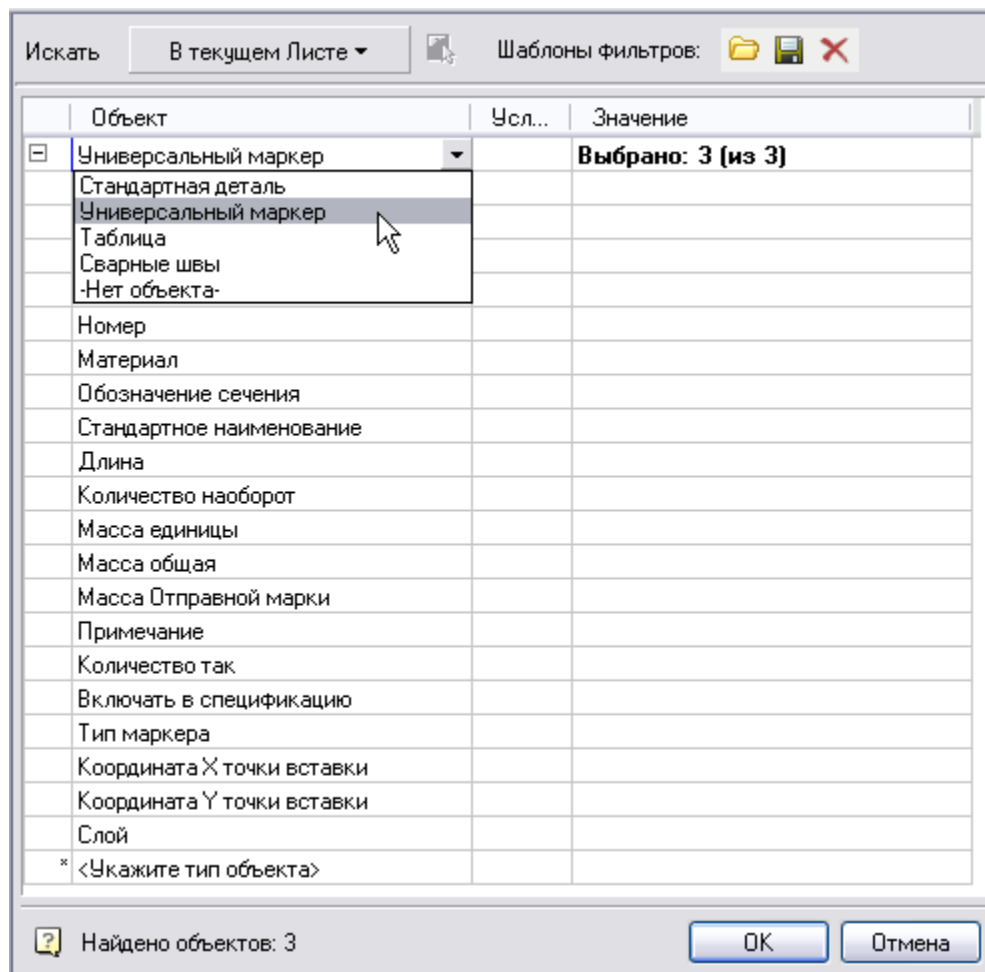 Искать В текущем Листе Шаблоны фильтров:
Объект Усл... Значение
Универсальный маркер Выбрано: 3 (из 3)
Стандартная деталь
Универсальный маркер
Таблица
Сварные швы
-Нет объекта-
Номер
Материал
Обозначение сечения
Стандартное наименование
Длина
Количество наоборот
Масса единицы
Масса общая
Масса Отправной марки
Примечание
Количество так
Включать в спецификацию
Тип маркера
Координата X точки вставки
Координата Y точки вставки
Слой
* <Укажите тип объекта>
? Найдено объектов: 3 OK Отмена